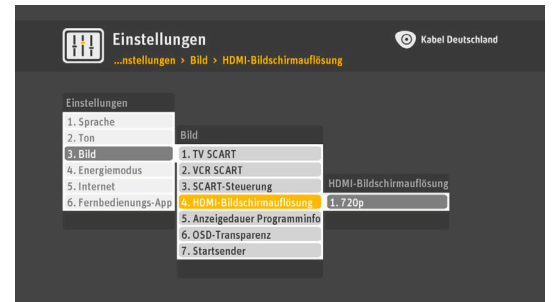 Einstellungen
Kabel Deutschland
...nstellungen > Bild > HDMI-Bildschirmauflösung
Einstellungen
1. Sprache
2. Ton
3. Bild
4. Energiemodus
5. Internet
6. Fernbedienungs-App
Bild
1. TV SCART
2. VCR SCART
3. SCART-Steuerung
4. HDMI-Bildschirmauflösung
5. Anzeigedauer Programminfo
6. OSD-Transparenz
7. Startsender
HDMI-Bildschirmauflösung
1. 720p